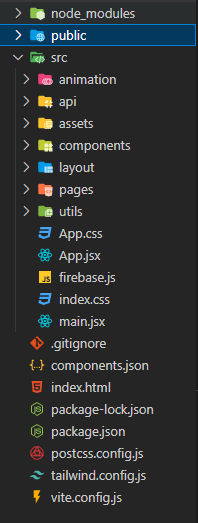 node_modules
public
src
animation
api
assets
components
layout
pages
utils
App.css
App.jsx
firebase.js
index.css
main.jsx
.gitignore
components.json
index.html
package-lock.json
package.json
postcss.config.js
tailwind.config.js
vite.config.js